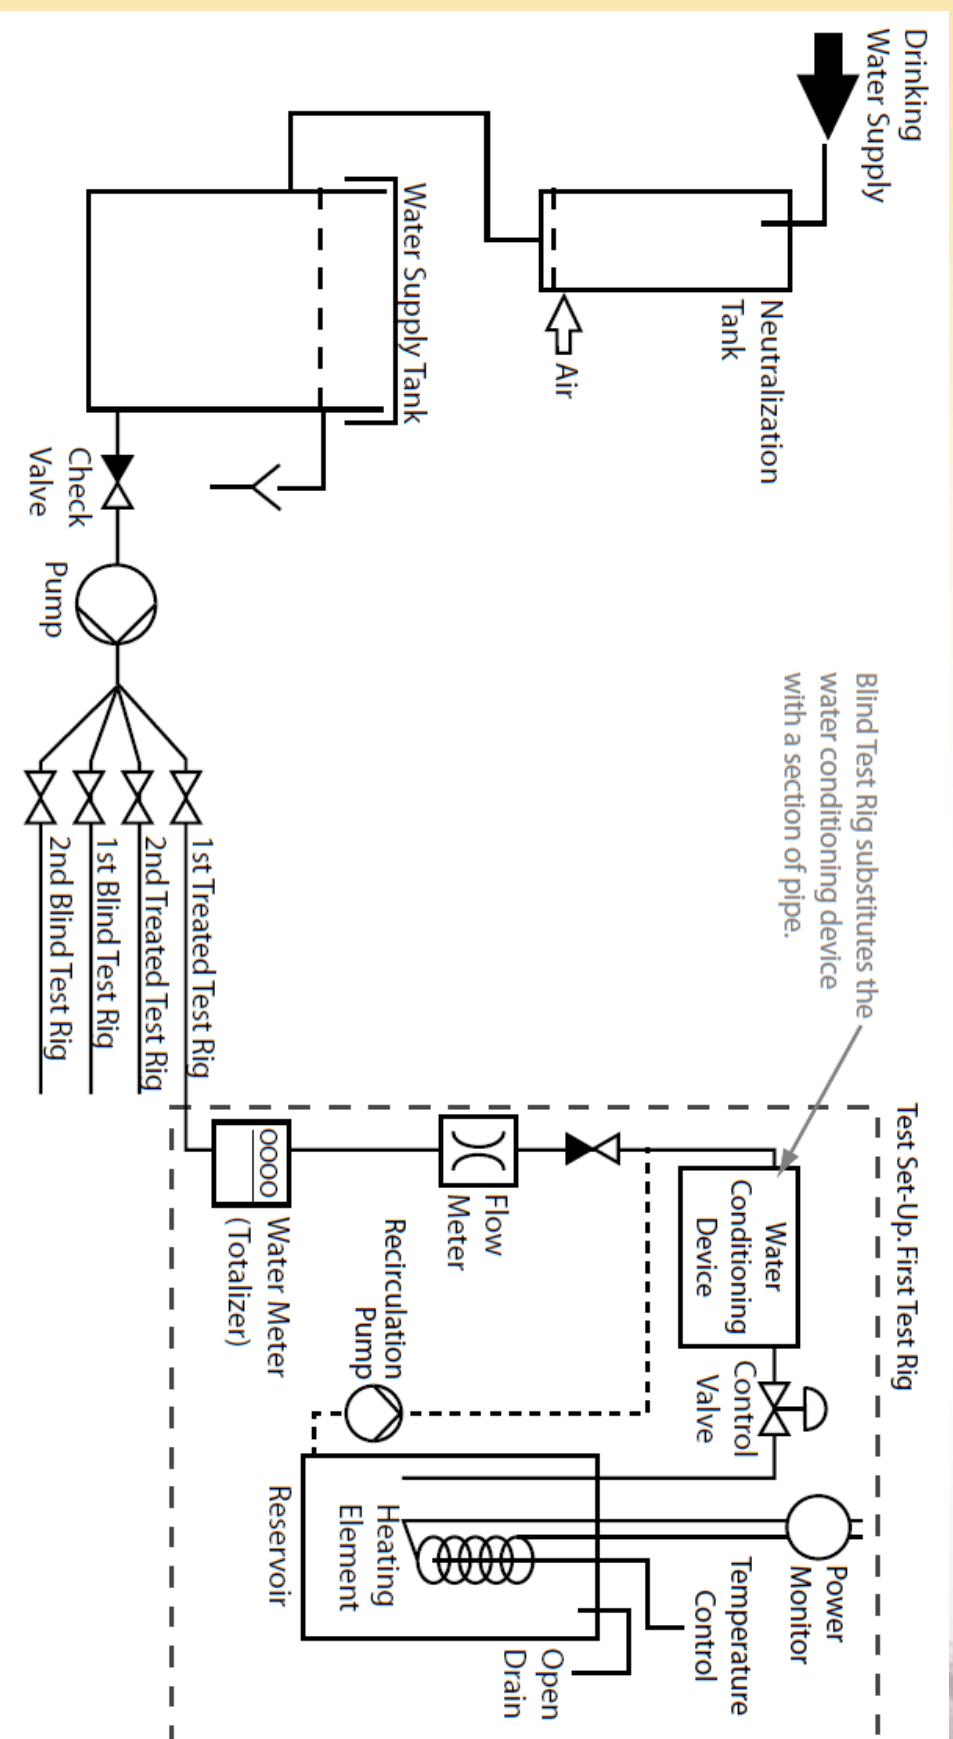 Drinking
Water Supply
Neutralization
Tank
Air
Water Supply Tank
Check
Valve
Pump
Blind Test Rig substitutes the
water conditioning device
with a section of pipe.
1st Treated Test Rig
2nd Treated Test Rig
1st Blind Test Rig
2nd Blind Test Rig
Test Set-Up. First Test Rig
Water
Conditioning
Device
Flow
Meter
0000
Water Meter
(Totalizer)
Recirculation
Pump
Control
Valve
Power
Monitor
Temperature
Control
Heating
Element
Reservoir
Open
Drain